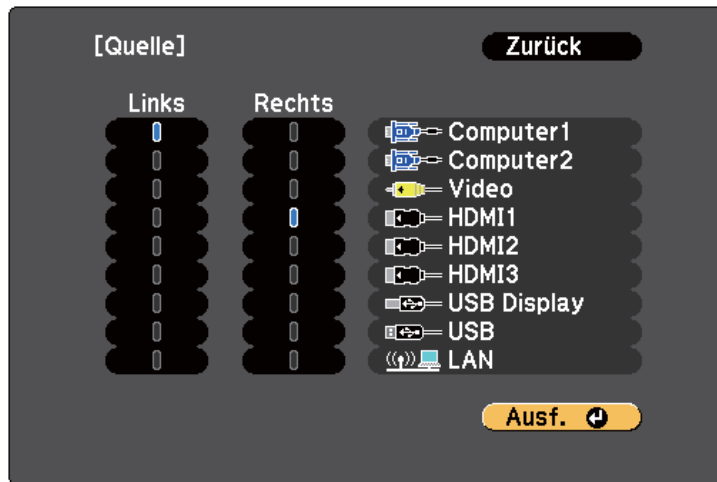 [Quelle]
Zurück
Links Rechts
Computer1
Computer2
Video
HDMI1
HDMI2
HDMI3
USB Display
USB
LAN
Ausf.